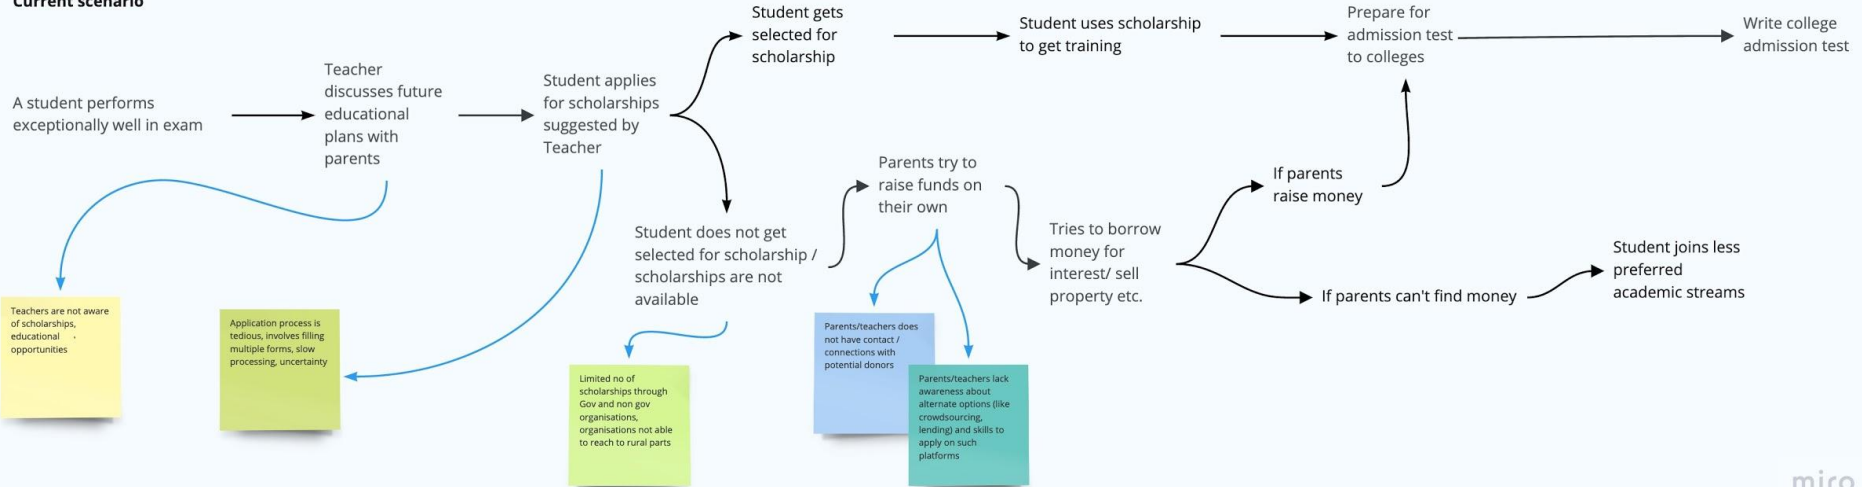 Current scenario
A student performs
exceptionally well in exam
Teacher
discusses future
educational
plans with
parents
Student applies
for scholarships
suggested by
Teacher
Student gets
selected for
scholarship
Student uses scholarship
to get training
Prepare for
admission test
to colleges
Write college
admission test
Student does not get
selected for scholarship /
scholarships are not
available
Parents try to
raise funds on
their own
Tries to borrow
money for
interest/ sell
property etc.
If parents
raise money
If parents can't find money
Student joins less
preferred
academic streams
Teachers are not aware
of scholarships,
educational
opportunities
Application process is
tedious, involves filling
multiple forms, slow
processing, uncertainty
Limited no of
scholarships through
Gov and non gov
organisations,
organisations not able
to reach to rural parts
Parents/teachers does
not have contact /
connections with
potential donors
Parents/teachers lack
awareness about
alternate options (like
crowdsourcing,
lending) and skills to
apply on such
platforms
miro